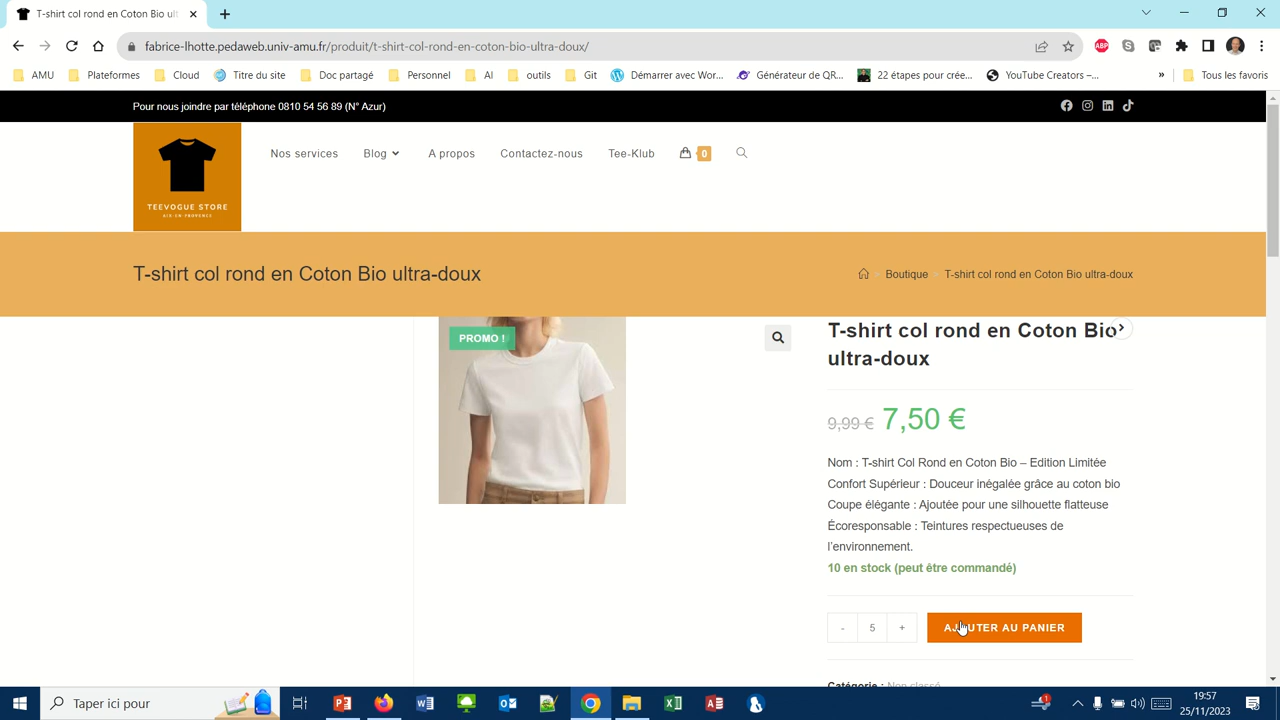 T-shirt col rond en Coton Bio ul
fabrice-lhotte.pedaweb.univ-amu.fr/produit/t-shirt-col-rond-en-coton-bio-ultra-doux/
AMU Plateformes Cloud Titre du site Doc partagé Personnel AI outils Git Démarrer avec Wor... Générateur de QR... 22 étapes pour crée... YouTube Creators –... » Tous les favoris
Pour nous joindre par téléphone 0810 54 56 89 (N° Azur)
Nos services Blog A propos Contactez-nous Tee-Klub 0
TEEVOGUE STORE
AIX-EN-PROVENCE
T-shirt col rond en Coton Bio ultra-doux
> Boutique > T-shirt col rond en Coton Bio ultra-doux
PROMO !
T-shirt col rond en Coton Bio
ultra-doux
9,99 € 7,50 €
Nom : T-shirt Col Rond en Coton Bio – Edition Limitée
Confort Supérieur : Douceur inégalée grâce au coton bio
Coupe élégante : Ajoutée pour une silhouette flatteuse
Écoresponsable : Teintures respectueuses de
l'environnement.
10 en stock (peut être commandé)
- 5 + AJOUTER AU PANIER
Catégorie : Non classé
Taper ici pour
19:57
25/11/2023